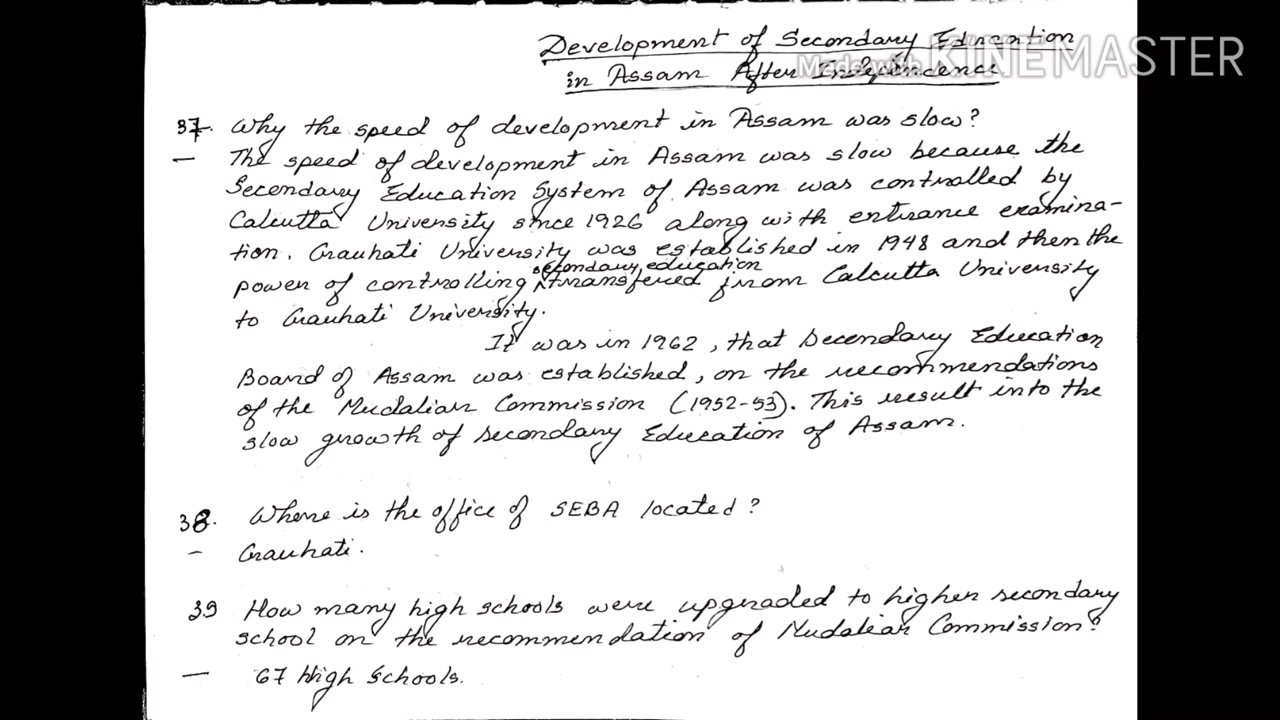 Development of Secondary Education
in Assam After Independence
Made with KINEMASTER
37. Why the speed of development in Assam was slow?
— The speed of development in Assam was slow because the
Secendary Education System of Assam was controlled by
Calcutta University since 1926 along with entrance examina-
tion. Gauhati University was established in 1948 and then the
secondary education
power of controlling transferred from Calcutta University
to Gauhati University.
It was in 1962, that Secendary Education
Board of Assam was established, on the recommendations
of the Mudaliar Commission (1952-53). This result into the
slow growth of secondary Education of Assam.
38. Where is the office of SEBA located?
– Gauhati.
39 How many high schools were upgraded to higher secondary
school on the recommendation of Mudaliar Commission?
— 67 High Schools.